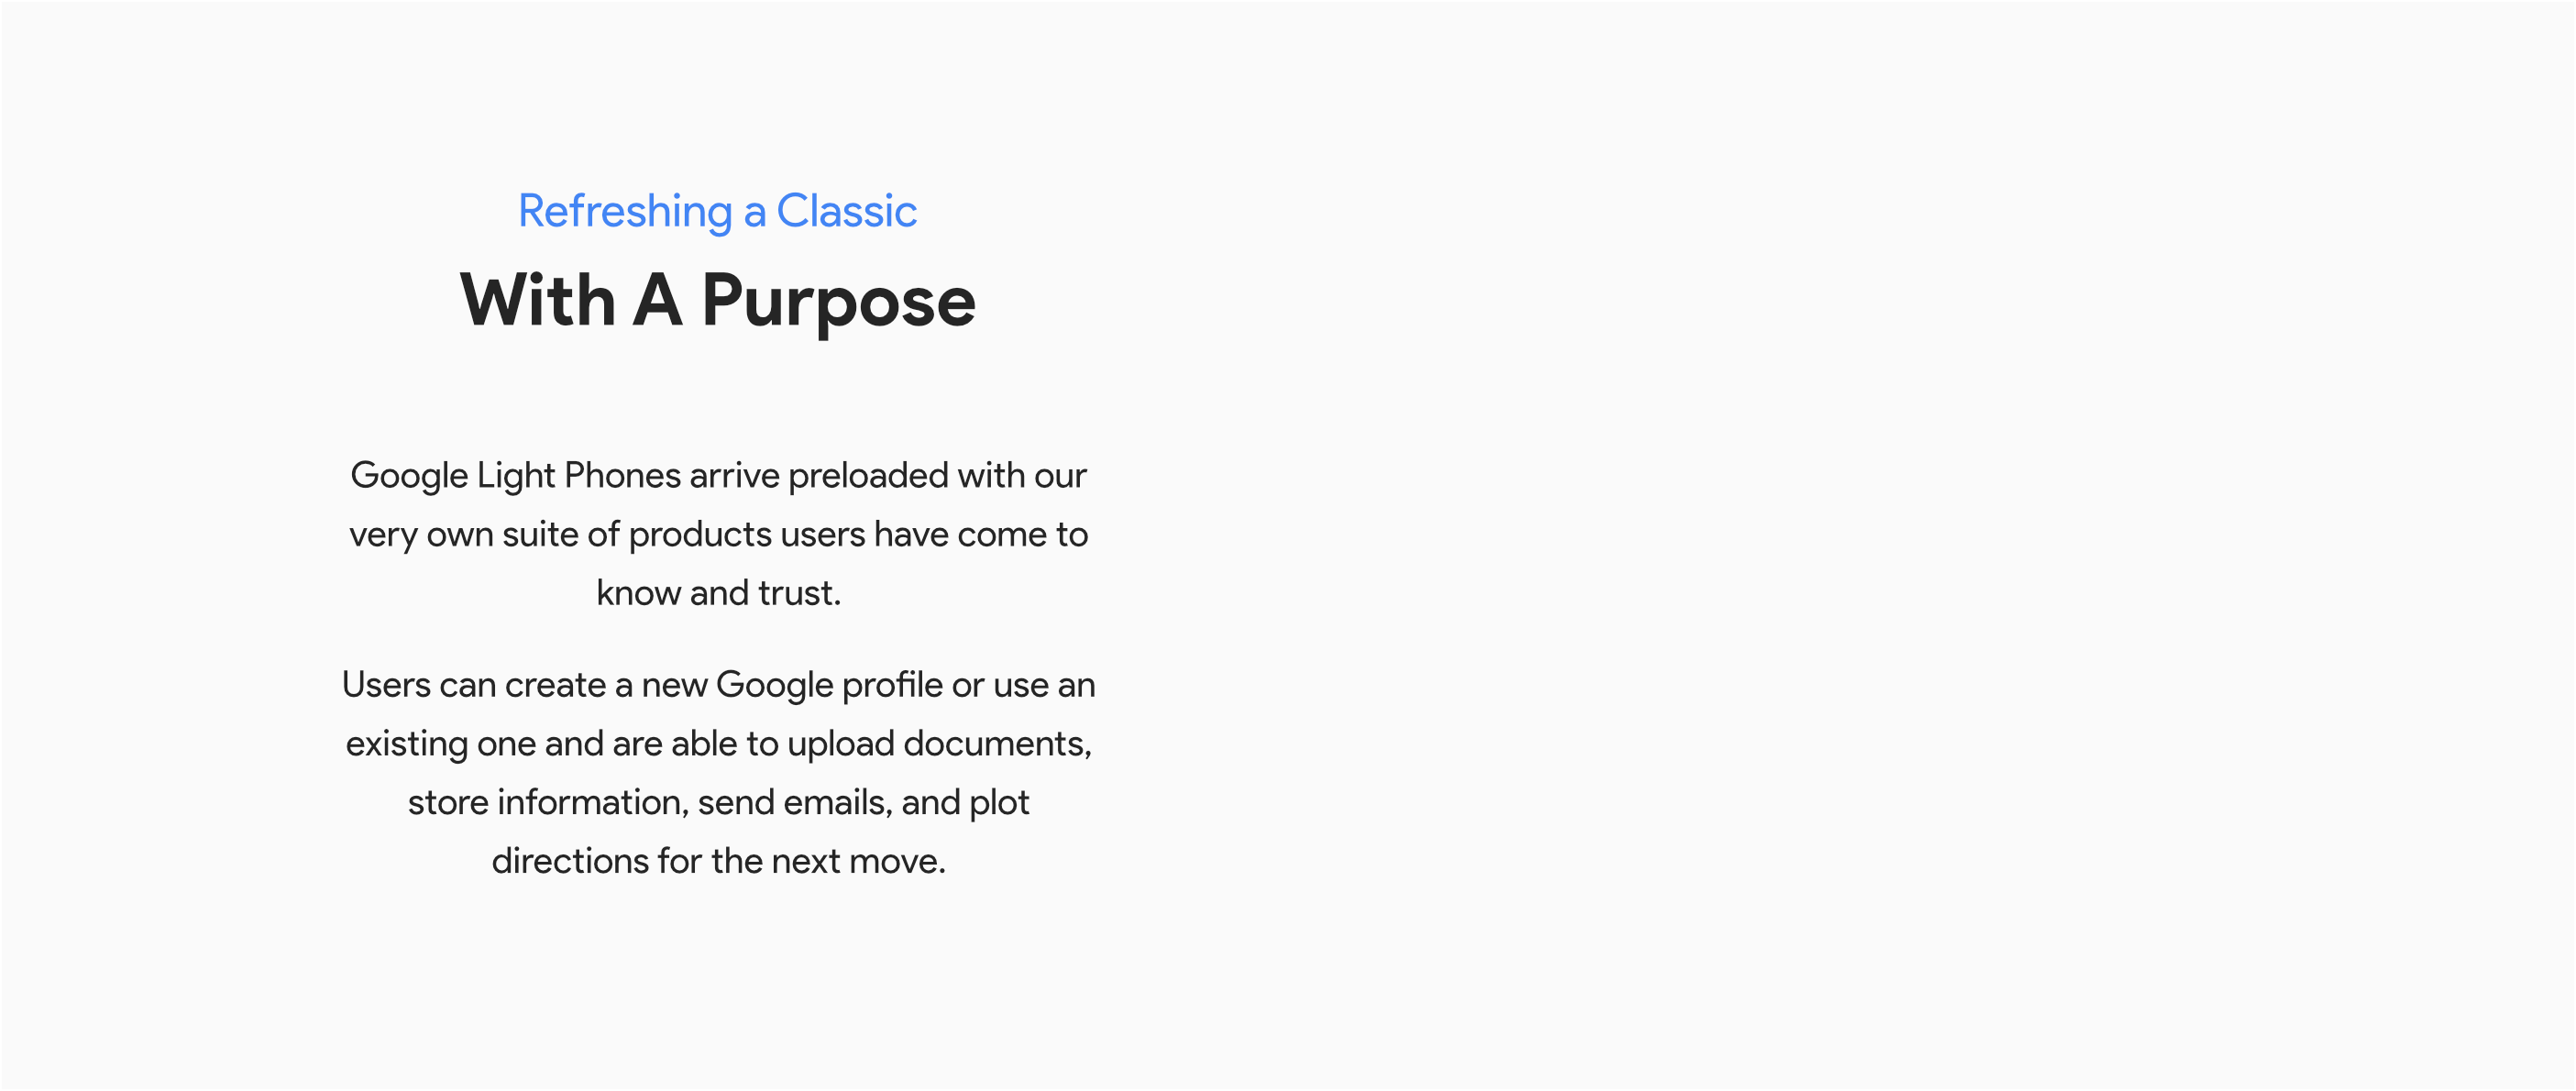 Refreshing a Classic
With A Purpose
Google Light Phones arrive preloaded with our
very own suite of products users have come to
know and trust.
Users can create a new Google profile or use an
existing one and are able to upload documents,
store information, send emails, and plot
directions for the next move.